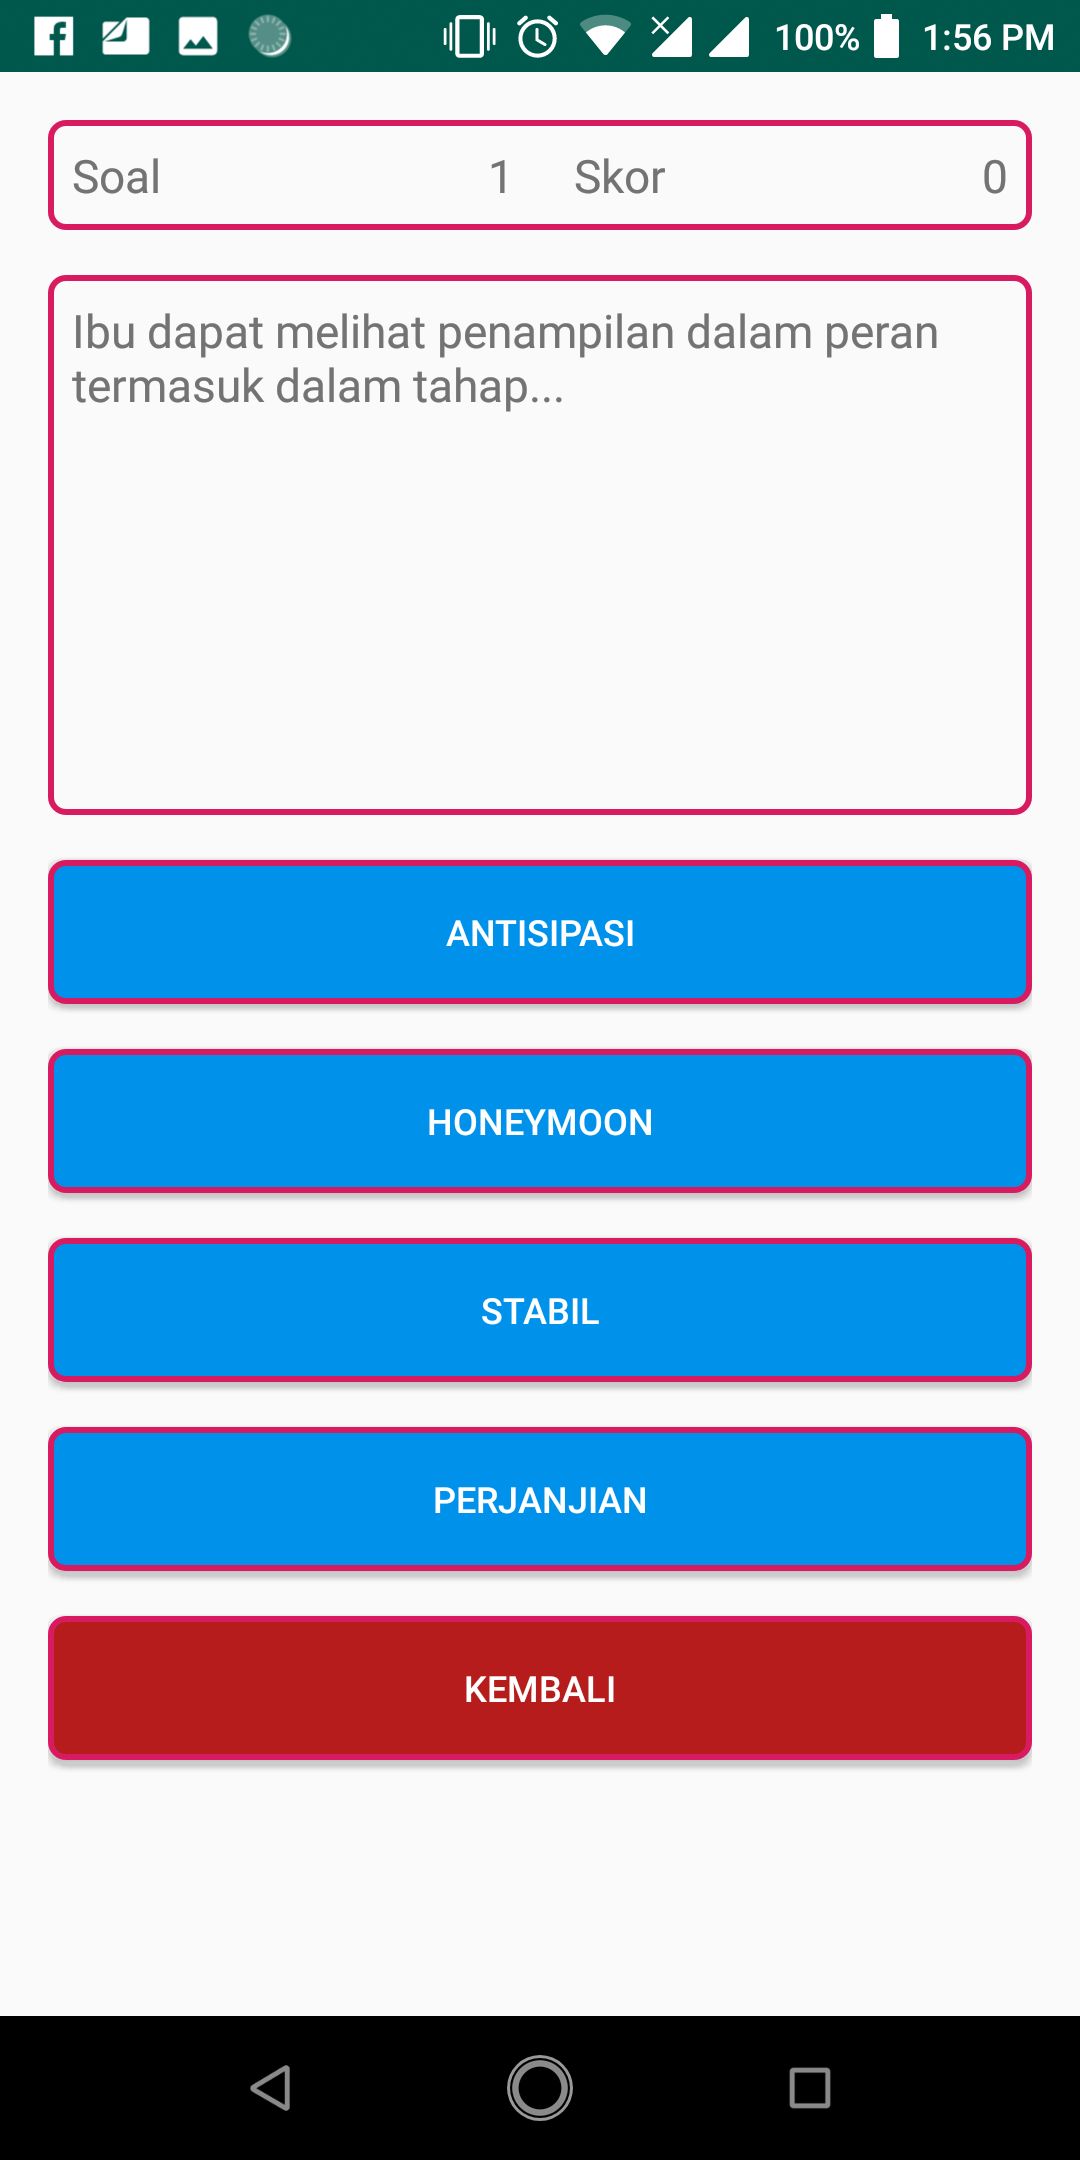 100% 1:56 PM
Soal 1 Skor 0
Ibu dapat melihat penampilan dalam peran
termasuk dalam tahap...
ANTISIPASI
HONEYMOON
STABIL
PERJANJIAN
KEMBALI